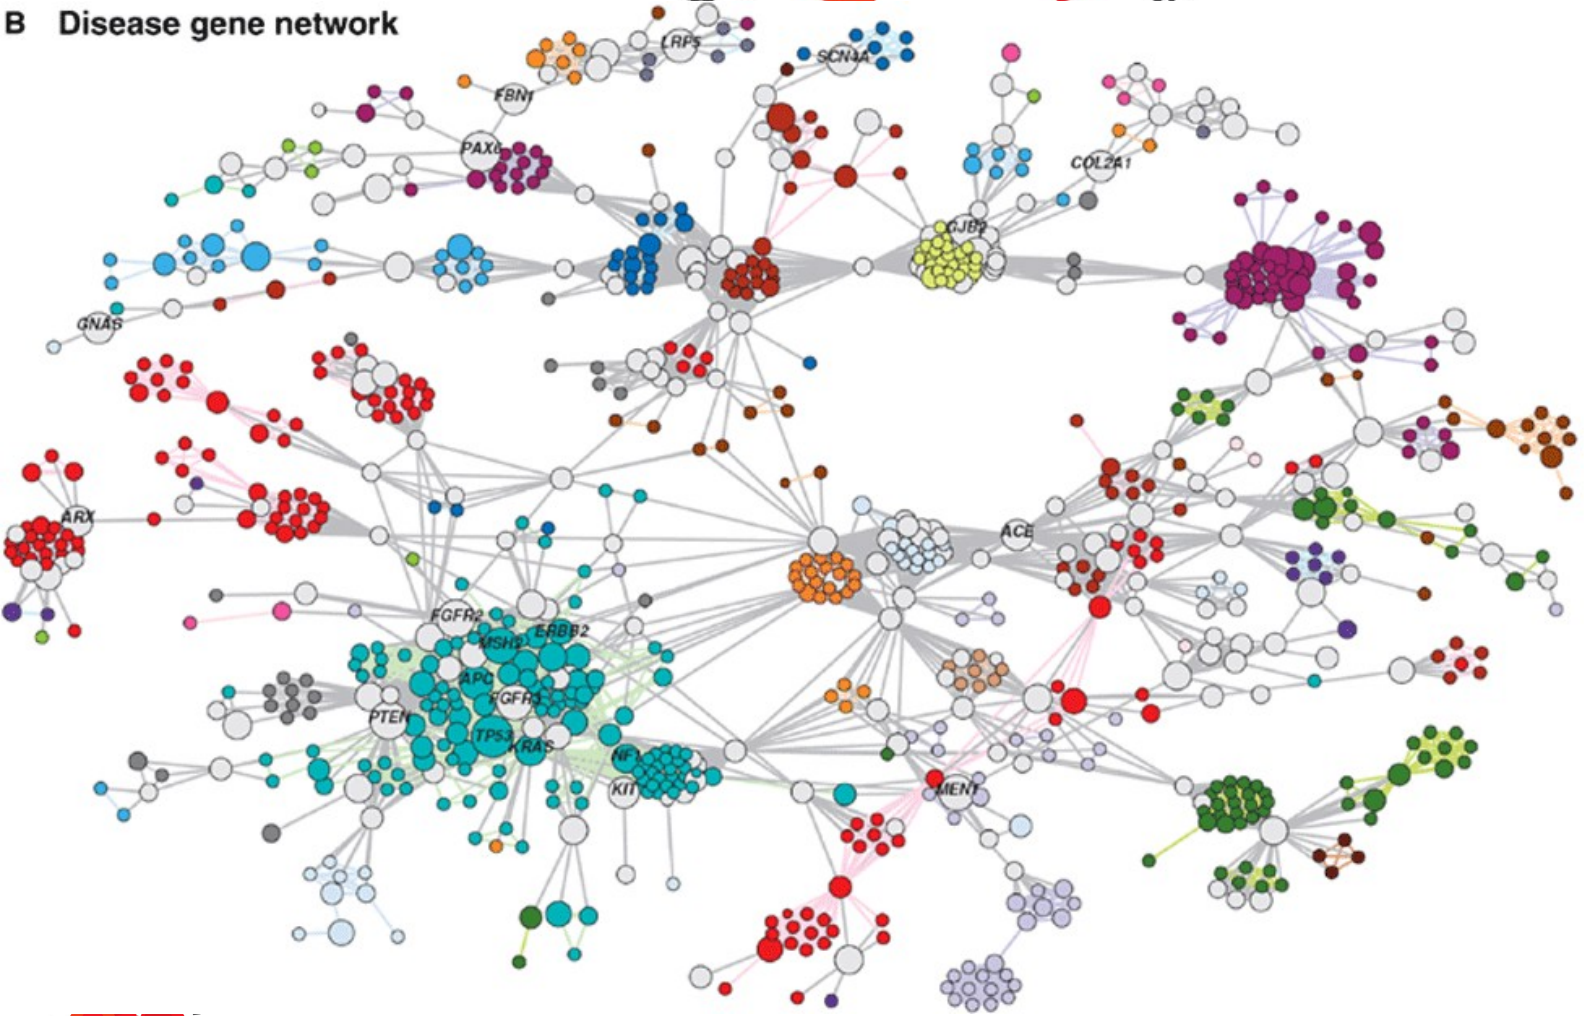 B Disease gene network
LRP5
SCN4A
FBN1
PAX6
COL2A1
GJB2
GNAS
ARX
ACE
FGFR2
ERBB2
MSH2
APC
FGFR3
PTEN
TP53
KRAS
NF1
KIT
MEN1